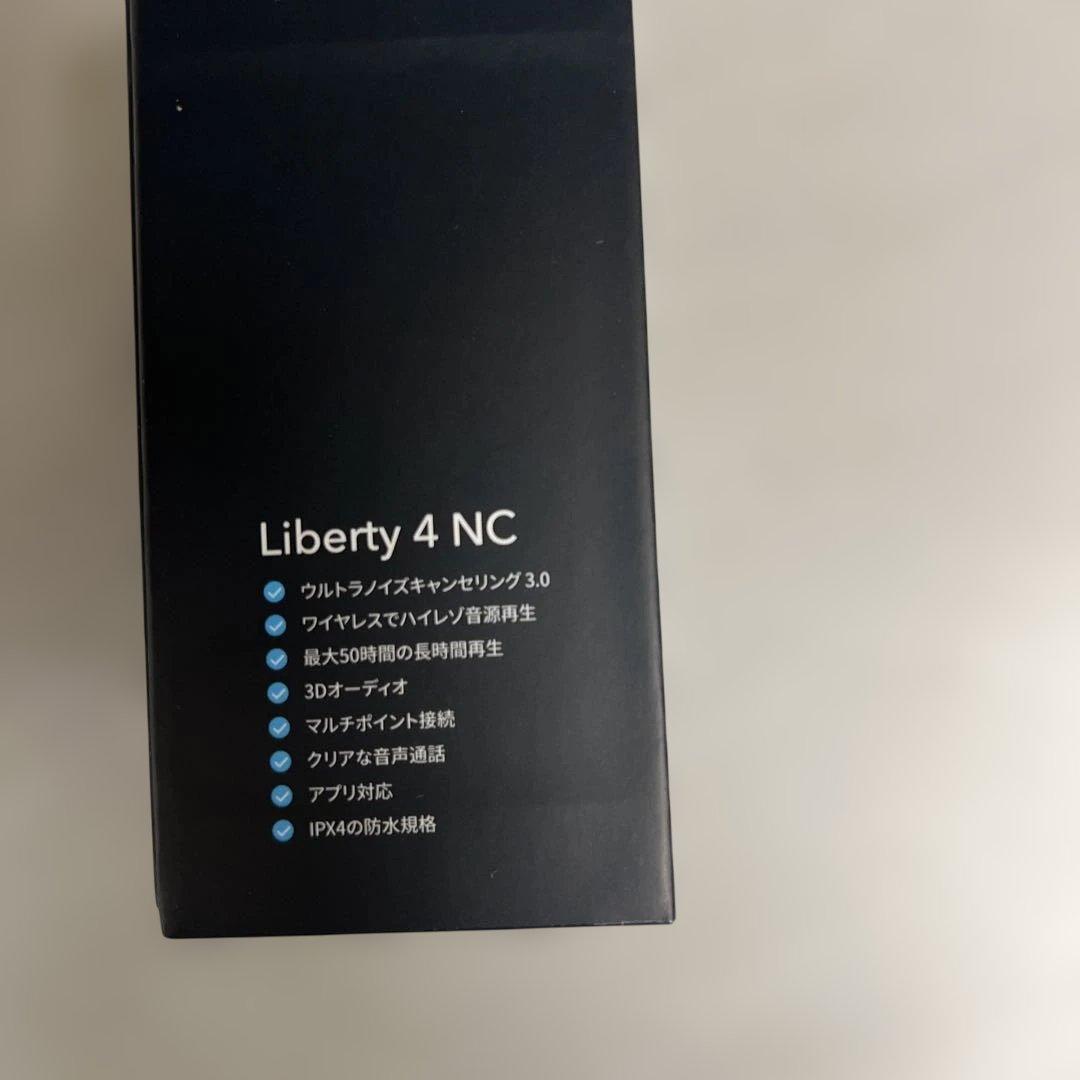 Liberty 4 NC
ウルトラノイズキャンセリング 3.0
ワイヤレスでハイレゾ音源再生
最大50時間の長時間再生
3Dオーディオ
マルチポイント接続
クリアな音声通話
アプリ対応
IPX4の防水規格